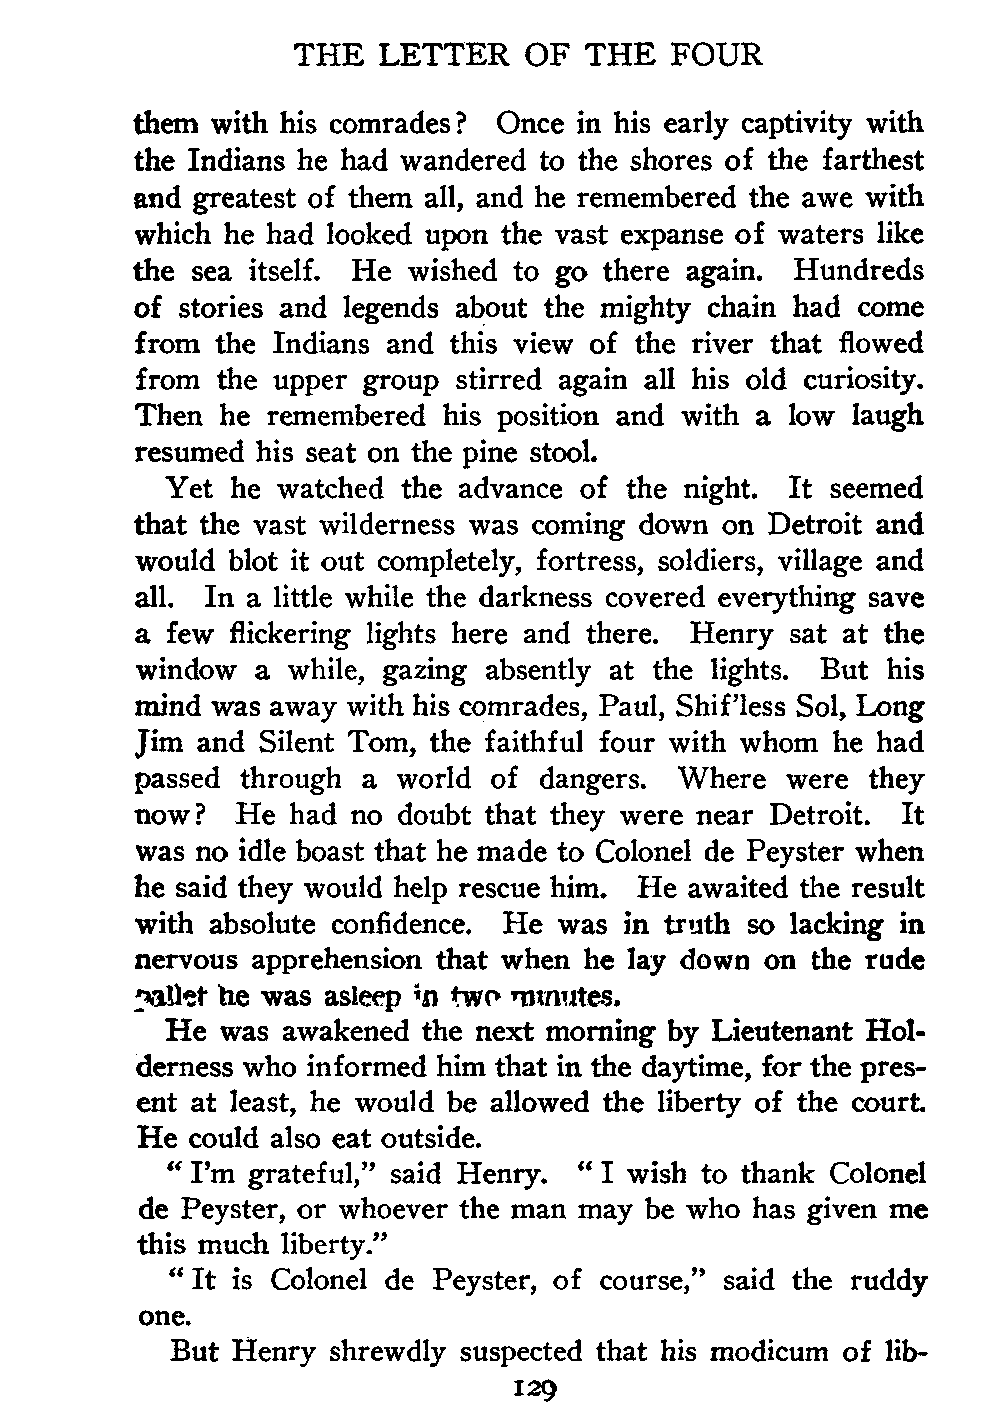 THE LETTER OF THE FOUR
them with his comrades? Once in his early captivity with
the Indians he had wandered to the shores of the farthest
and greatest of them all, and he remembered the awe with
which he had looked upon the vast expanse of waters like
the sea itself. He wished to go there again. Hundreds
of stories and legends about the mighty chain had come
from the Indians and this view of the river that flowed
from the upper group stirred again all his old curiosity.
Then he remembered his position and with a low laugh
resumed his seat on the pine stool.
Yet he watched the advance of the night. It seemed
that the vast wilderness was coming down on Detroit and
would blot it out completely, fortress, soldiers, village and
all. In a little while the darkness covered everything save
a few flickering lights here and there. Henry sat at the
window a while, gazing absently at the lights. But his
mind was away with his comrades, Paul, Shif'less Sol, Long
Jim and Silent Tom, the faithful four with whom he had
passed through a world of dangers. Where were they
now? He had no doubt that they were near Detroit. It
was no idle boast that he made to Colonel de Peyster when
he said they would help rescue him. He awaited the result
with absolute confidence. He was in truth so lacking in
nervous apprehension that when he lay down on the rude
pallet he was asleep in two minutes.
He was awakened the next morning by Lieutenant Hol-
derness who informed him that in the daytime, for the pres-
ent at least, he would be allowed the liberty of the court.
He could also eat outside.
"I'm grateful," said Henry. "I wish to thank Colonel
de Peyster, or whoever the man may be who has given me
this much liberty."
"It is Colonel de Peyster, of course," said the ruddy
one.
But Henry shrewdly suspected that his modicum of lib-
129